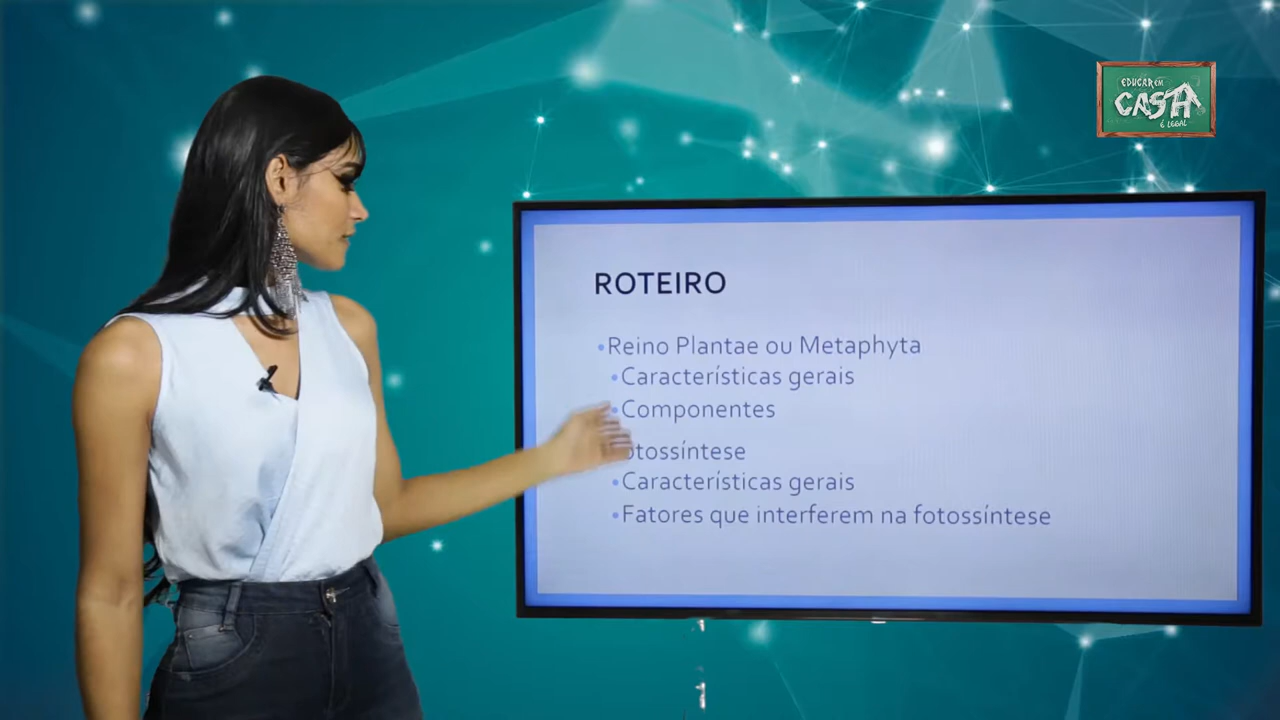 EDUCAR EM
CASA
É LEGAL
ROTEIRO
•Reino Plantae ou Metaphyta
•Características gerais
•Componentes
otossíntese
•Características gerais
•Fatores que interferem na fotossíntese